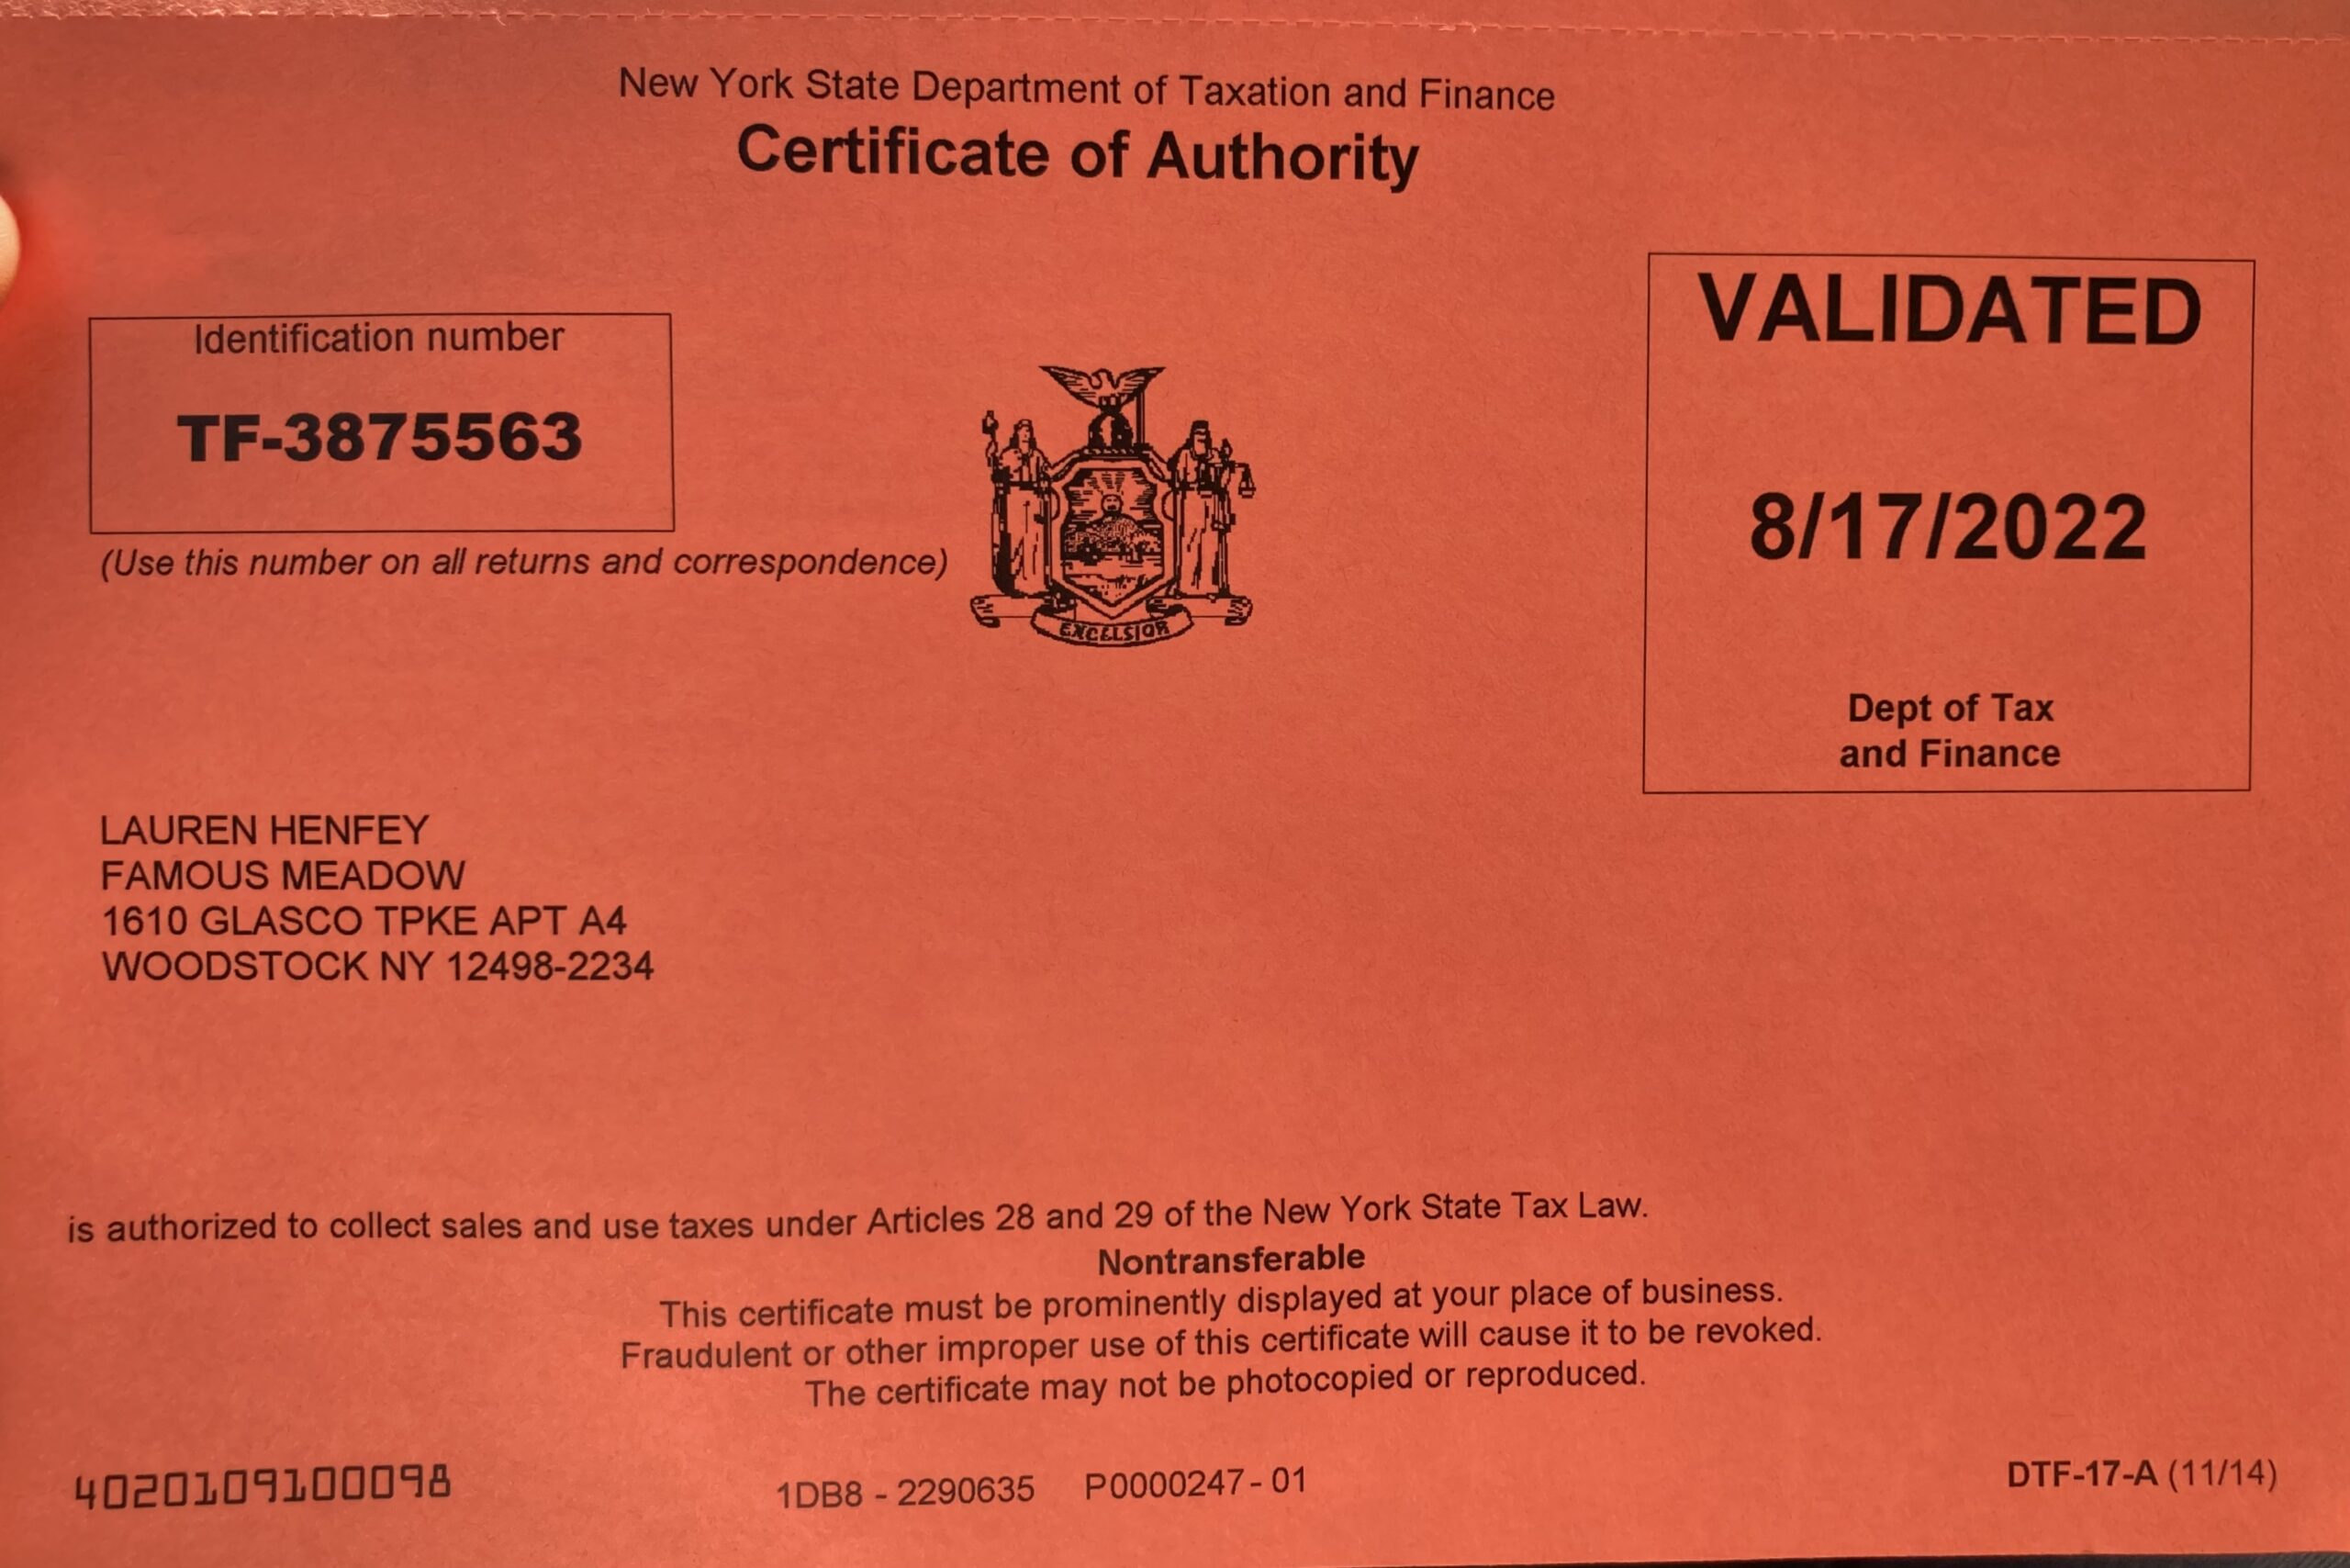 New York State Department of Taxation and Finance
Certificate of Authority
Identification number
TF-3875563
(Use this number on all returns and correspondence)
EXCELSIOR
VALIDATED
8/17/2022
Dept of Tax
and Finance
LAUREN HENFEY
FAMOUS MEADOW
1610 GLASCO TPKE APT A4
WOODSTOCK NY 12498-2234
is authorized to collect sales and use taxes under Articles 28 and 29 of the New York State Tax Law.
Nontransferable
This certificate must be prominently displayed at your place of business.
Fraudulent or other improper use of this certificate will cause it to be revoked.
The certificate may not be photocopied or reproduced.
4020109100098
1DB8 - 2290635 P0000247-01
DTF-17-A (11/14)